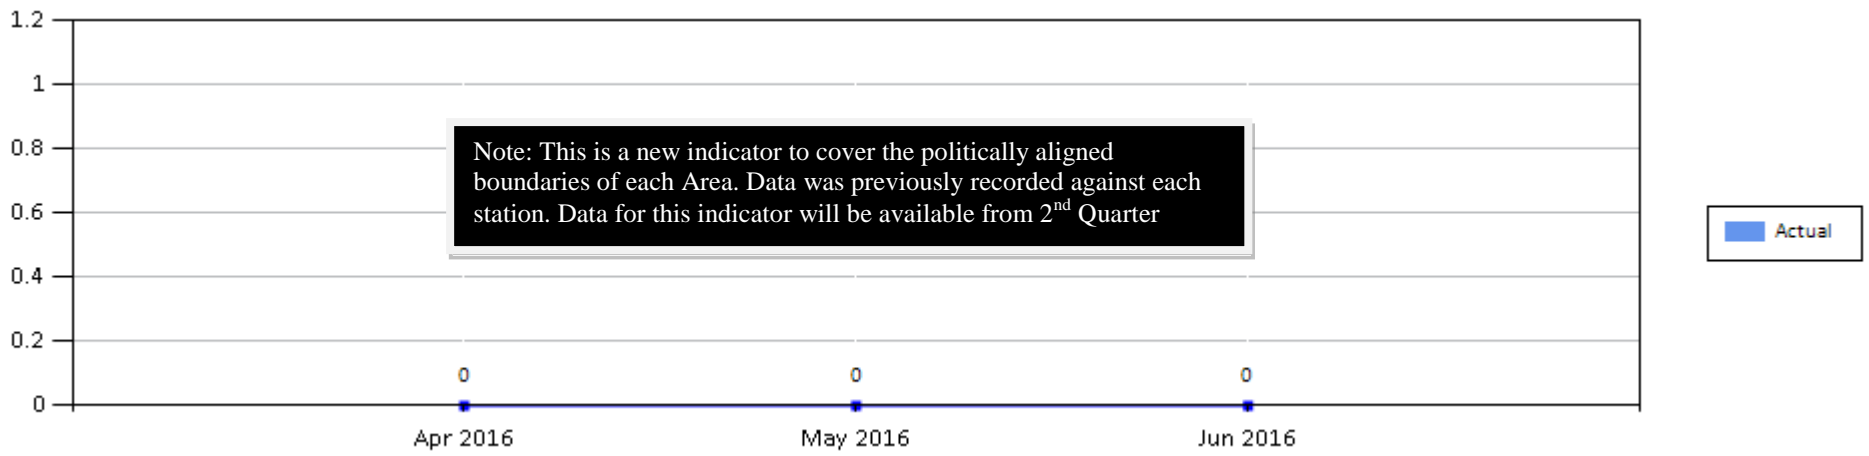 1.2
1
0.8
0.6
0.4
0.2
0
Note: This is a new indicator to cover the politically aligned
boundaries of each Area. Data was previously recorded against each
station. Data for this indicator will be available from 2nd Quarter
0 0 0
Apr 2016 May 2016 Jun 2016
Actual